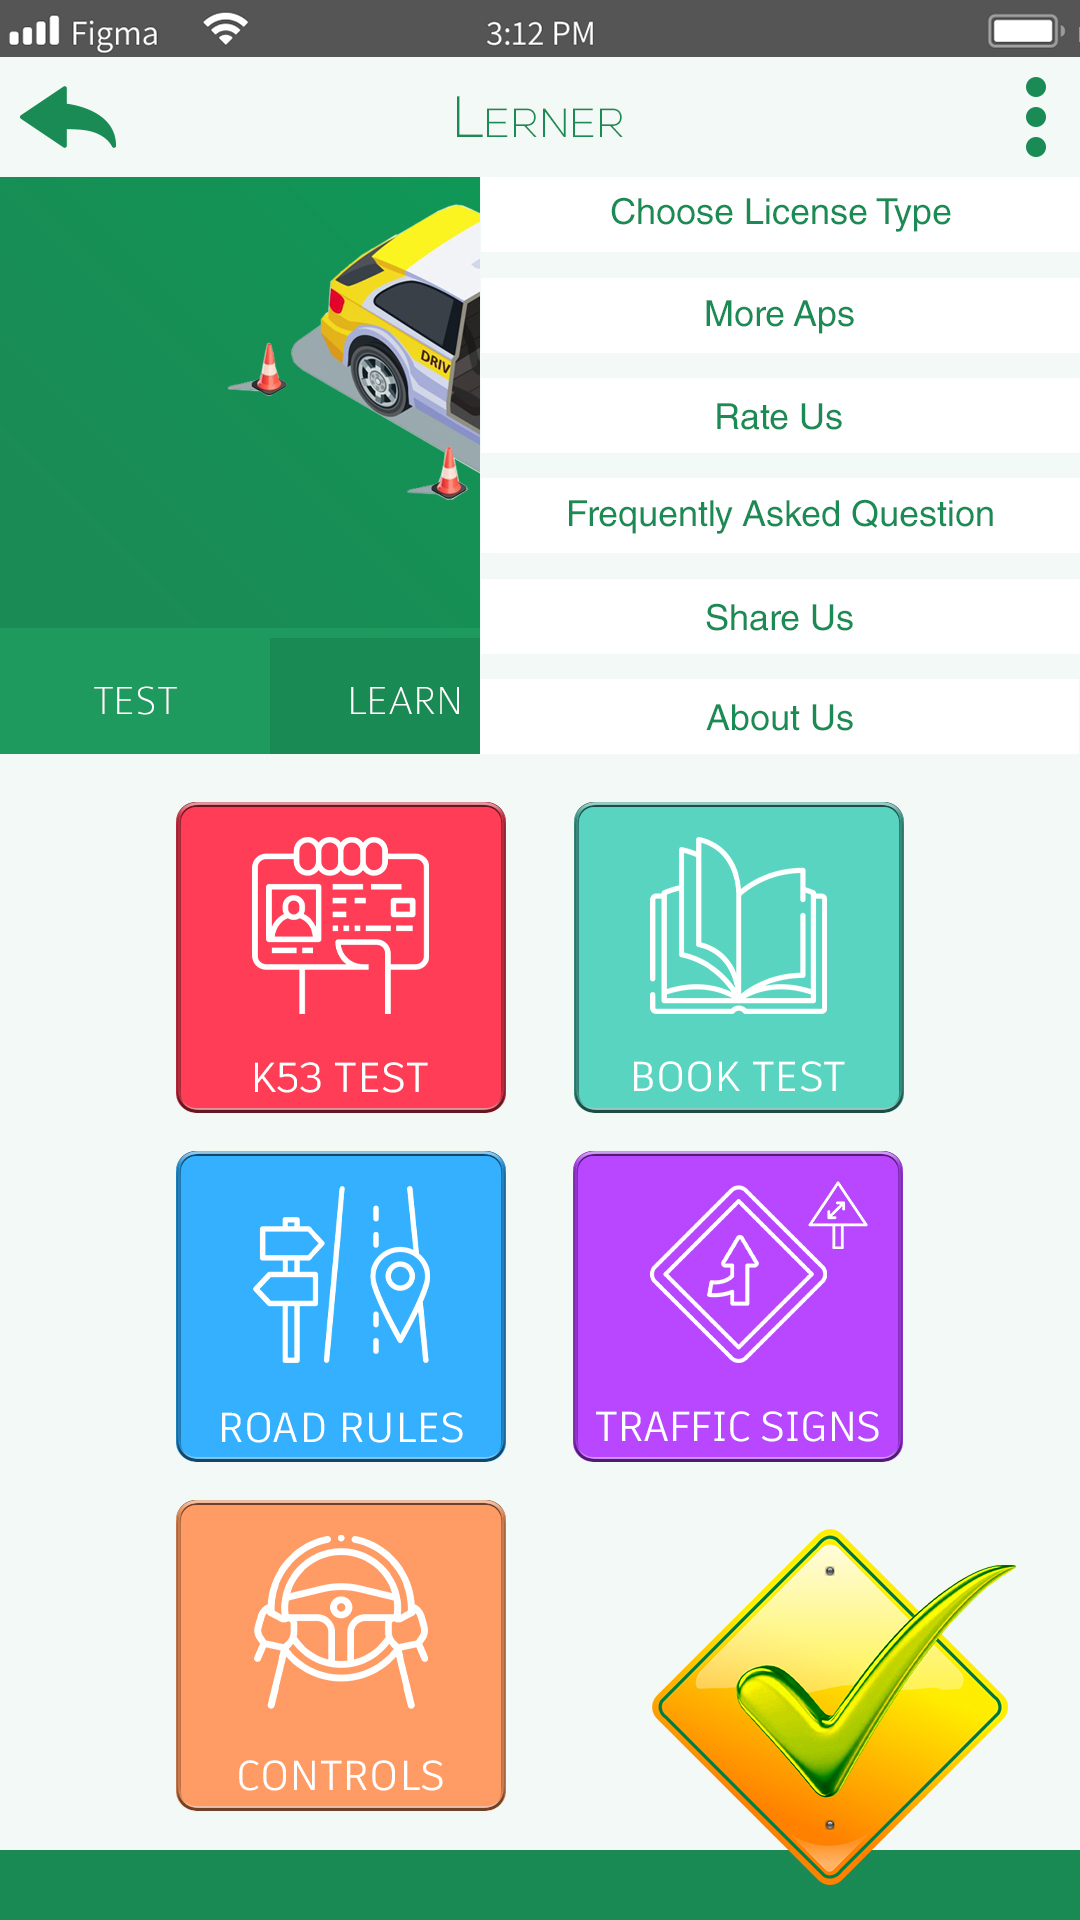 Figma
3:12 PM
Lerner
Choose License Type
More Aps
Rate Us
Frequently Asked Question
Share Us
About Us
DRIV
TEST
LEARN
K53 TEST
BOOK TEST
ROAD RULES
TRAFFIC SIGNS
CONTROLS